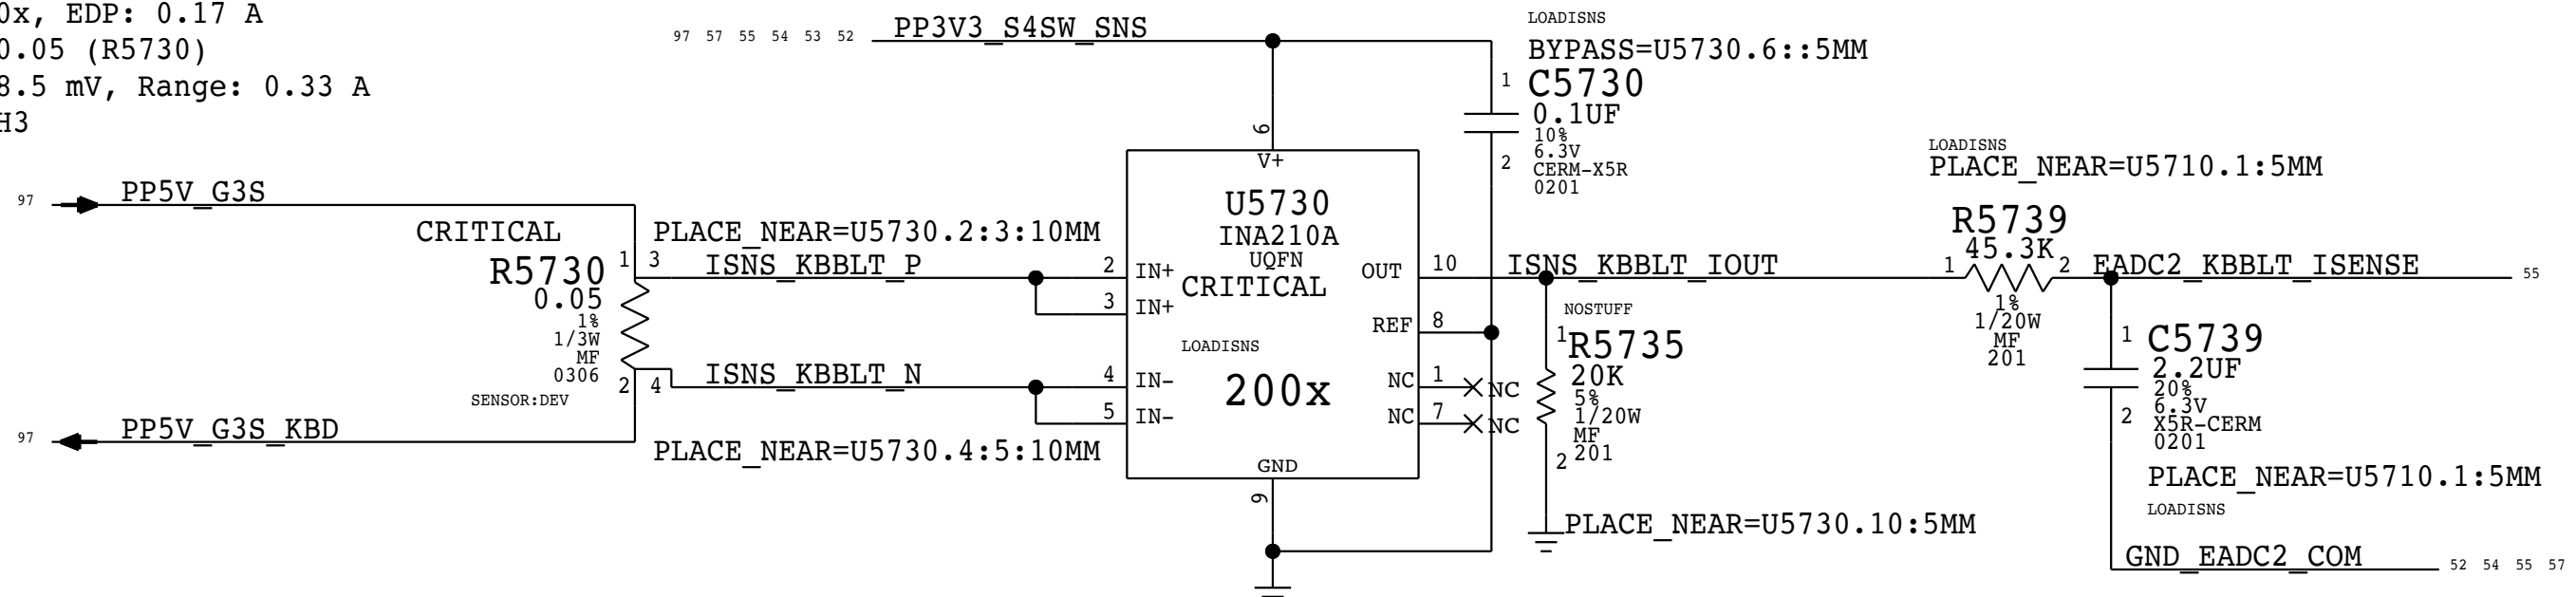 0x, EDP: 0.17 A
0.05 (R5730)
8.5 mV, Range: 0.33 A
H3
97 57 55 54 53 52 PP3V3_S4SW_SNS
LOADISNS
BYPASS=U5730.6::5MM
1 C5730
0.1UF
10%
6.3V
2 CERM-X5R
0201
6
V+
U5730
INA210A
UQFN
CRITICAL
LOADISNS
200x
97 PP5V_G3S
CRITICAL
PLACE_NEAR=U5730.2:3:10MM
R5730 1 3
0.05
1%
1/3W
MF
0306
2 4
SENSOR:DEV
ISNS_KBBLT_P 2 IN+
3 IN+
ISNS_KBBLT_N 4 IN-
5 IN-
97 PP5V_G3S_KBD
PLACE_NEAR=U5730.4:5:10MM
OUT 10 ISNS_KBBLT_IOUT
REF 8
NC 1 NC
NC 7 NC
GND
9
NOSTUFF
1 R5735
20K
5%
1/20W
MF
2 201
PLACE_NEAR=U5730.10:5MM
LOADISNS
PLACE_NEAR=U5710.1:5MM
R5739
45.3K
1 2 EADC2_KBBLT_ISENSE 55
1%
1/20W
MF
201
1 C5739
2.2UF
20%
6.3V
2 X5R-CERM
0201
PLACE_NEAR=U5710.1:5MM
LOADISNS
GND_EADC2_COM 52 54 55 57